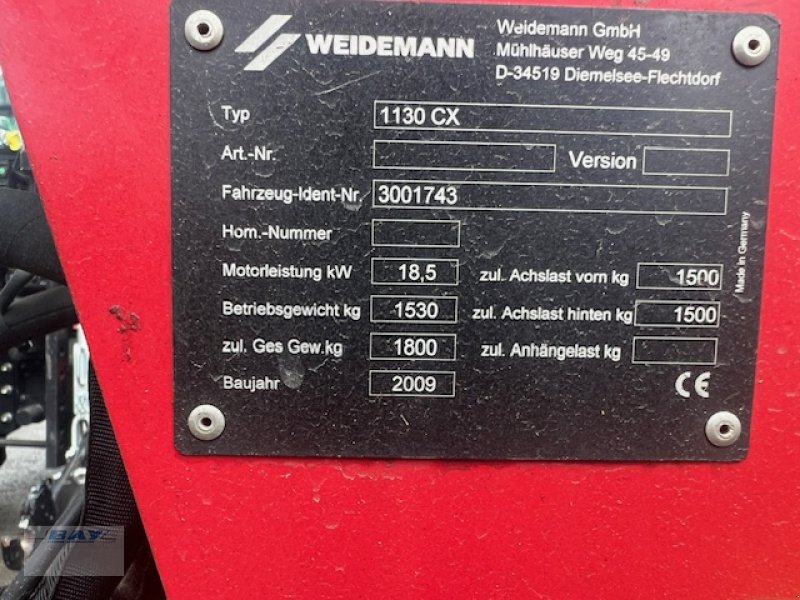 WEIDEMANN
Weidemann GmbH
Mühlhäuser Weg 45-49
D-34519 Diemelsee-Flechtdorf
Typ 1130 CX
Art.-Nr. Version
Fahrzeug-Ident-Nr. 3001743
Hom.-Nummer
Motorleistung kW 18,5 zul. Achslast vorn kg 1500
Betriebsgewicht kg 1530 zul. Achslast hinten kg 1500
zul. Ges Gew.kg 1800 zul. Anhängelast kg
Baujahr 2009 CE
Made in Germany
BAY